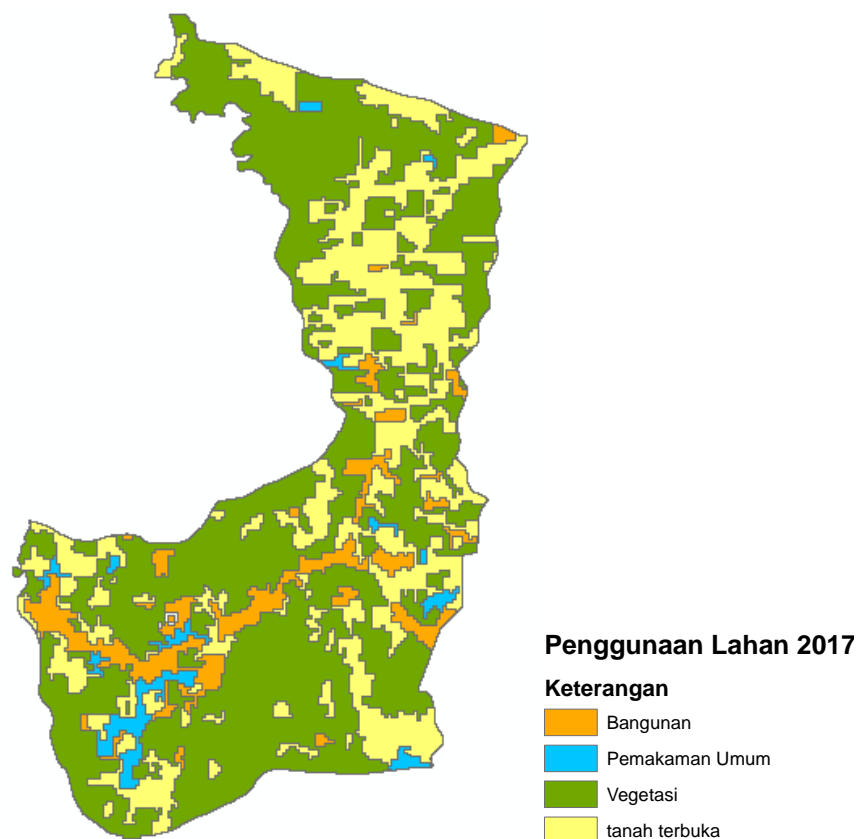 Penggunaan Lahan 2017
Keterangan
Bangunan
Pemakaman Umum
Vegetasi
tanah terbuka